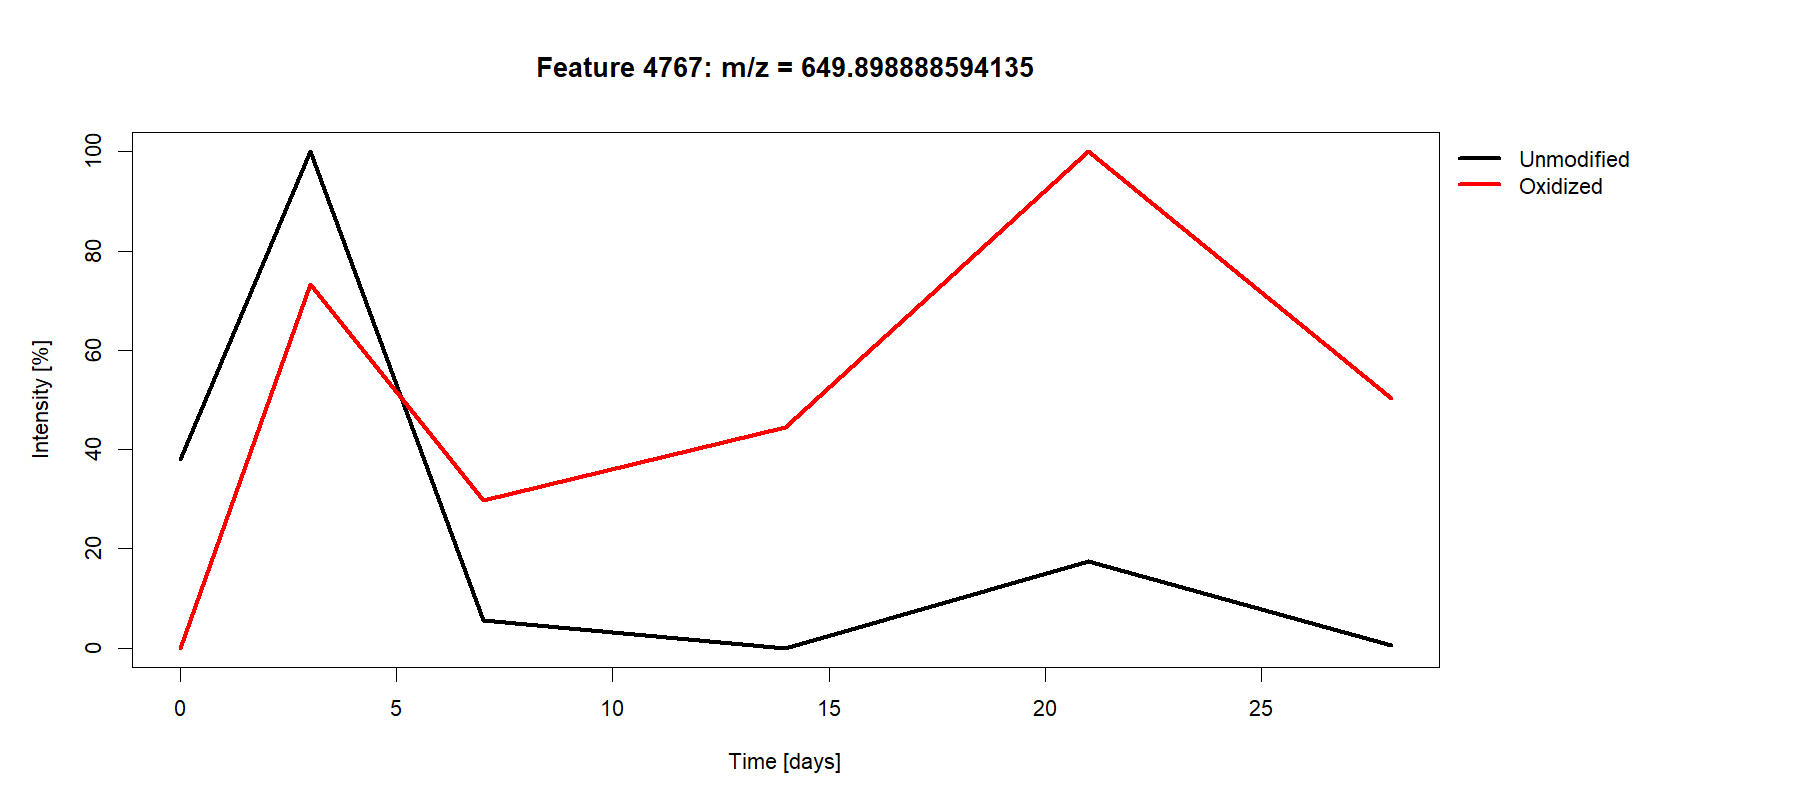 Feature 4767: m/z = 649.898888594135
100
80
60
40
20
0
Intensity [%]
0 5 10 15 20 25
Time [days]
Unmodified
Oxidized